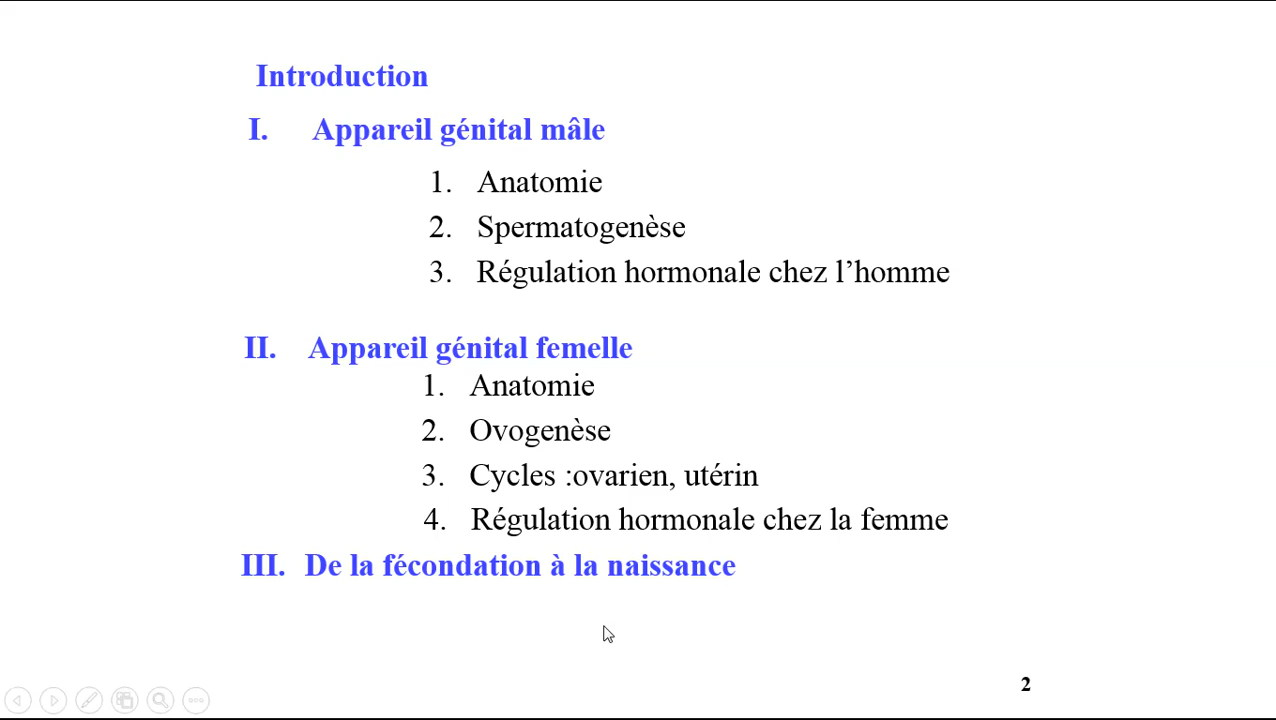 Introduction
I. Appareil génital mâle
1. Anatomie
2. Spermatogenèse
3. Régulation hormonale chez l’homme
II. Appareil génital femelle
1. Anatomie
2. Ovogenèse
3. Cycles :ovarien, utérin
4. Régulation hormonale chez la femme
III. De la fécondation à la naissance
2